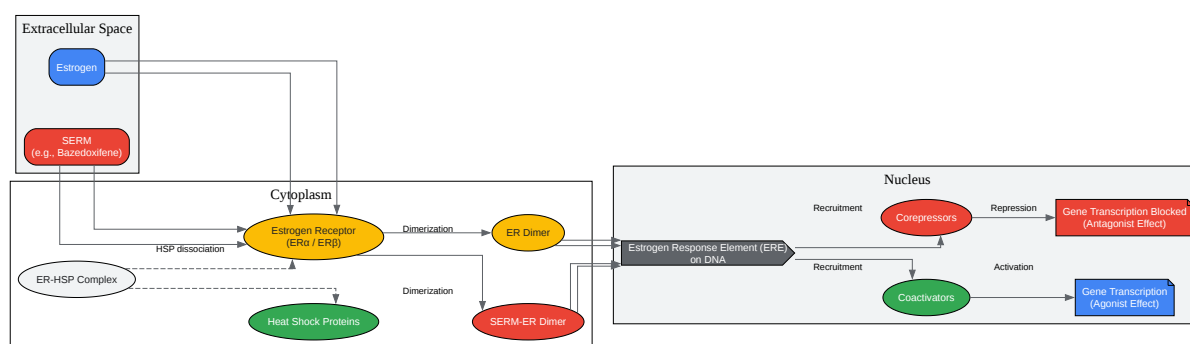 Extracellular Space
Estrogen
SERM
(e.g., Bazedoxifene)
Cytoplasm
Estrogen Receptor
(ERα / ERβ)
HSP dissociation
ER-HSP Complex
Heat Shock Proteins
Dimerization
ER Dimer
Dimerization
SERM-ER Dimer
Nucleus
Estrogen Response Element (ERE)
on DNA
Recruitment
Corepressors
Repression
Gene Transcription Blocked
(Antagonist Effect)
Recruitment
Coactivators
Activation
Gene Transcription
(Agonist Effect)